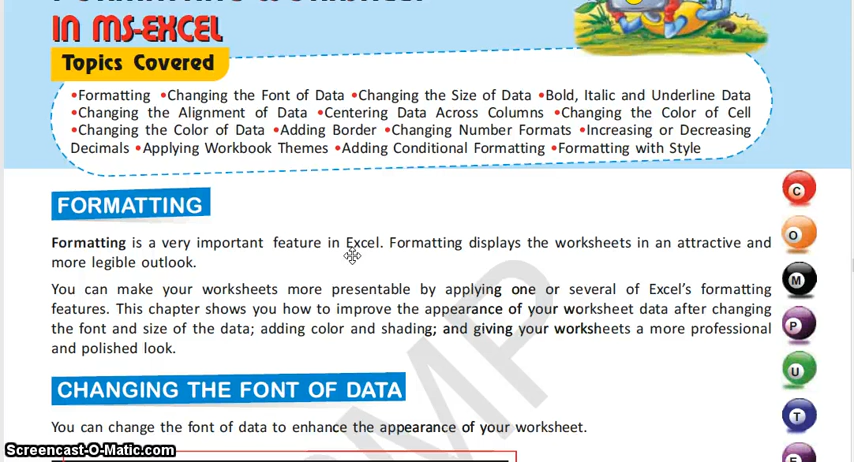 IN MS-EXCEL
Topics Covered
•Formatting •Changing the Font of Data •Changing the Size of Data •Bold, Italic and Underline Data
•Changing the Alignment of Data •Centering Data Across Columns •Changing the Color of Cell
•Changing the Color of Data •Adding Border •Changing Number Formats •Increasing or Decreasing
Decimals •Applying Workbook Themes •Adding Conditional Formatting •Formatting with Style
FORMATTING
Formatting is a very important feature in Excel. Formatting displays the worksheets in an attractive and
more legible outlook.
You can make your worksheets more presentable by applying one or several of Excel's formatting
features. This chapter shows you how to improve the appearance of your worksheet data after changing
the font and size of the data; adding color and shading; and giving your worksheets a more professional
and polished look.
CHANGING THE FONT OF DATA
You can change the font of data to enhance the appearance of your worksheet.
C
O
M
P
U
T
Screencast-O-Matic.com